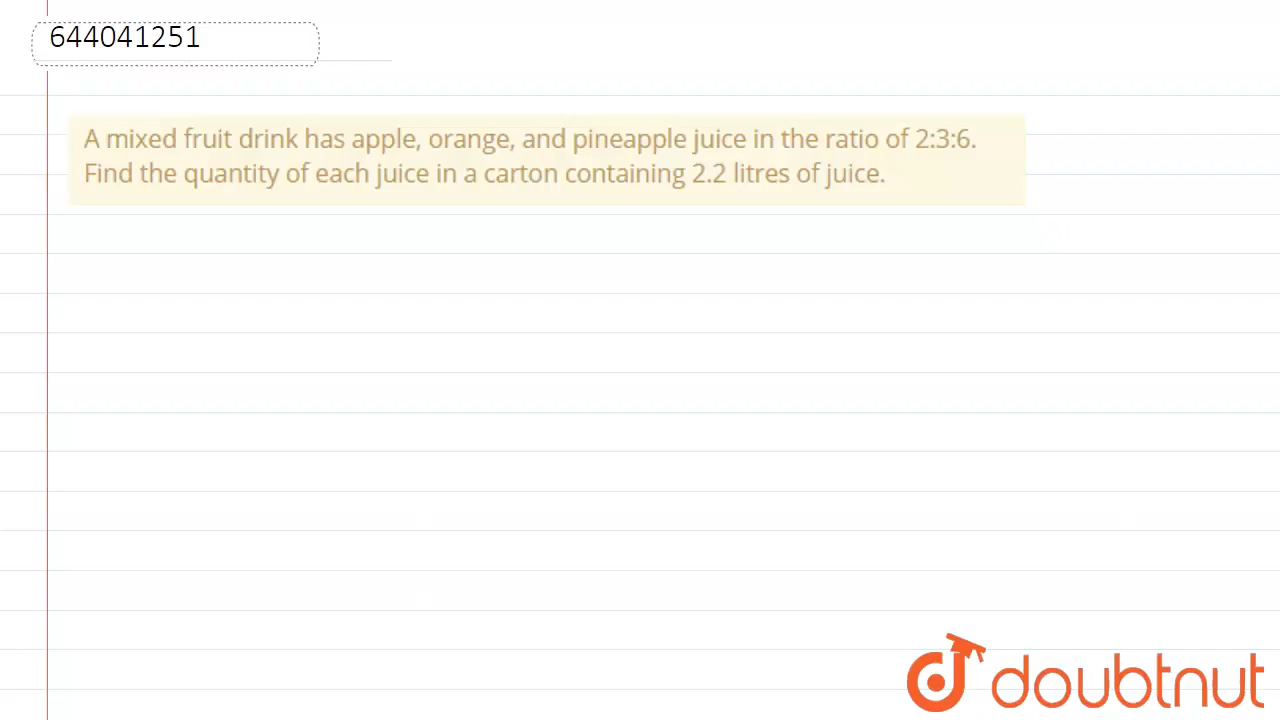 644041251
A mixed fruit drink has apple, orange, and pineapple juice in the ratio of 2:3:6.
Find the quantity of each juice in a carton containing 2.2 litres of juice.
doubtnut